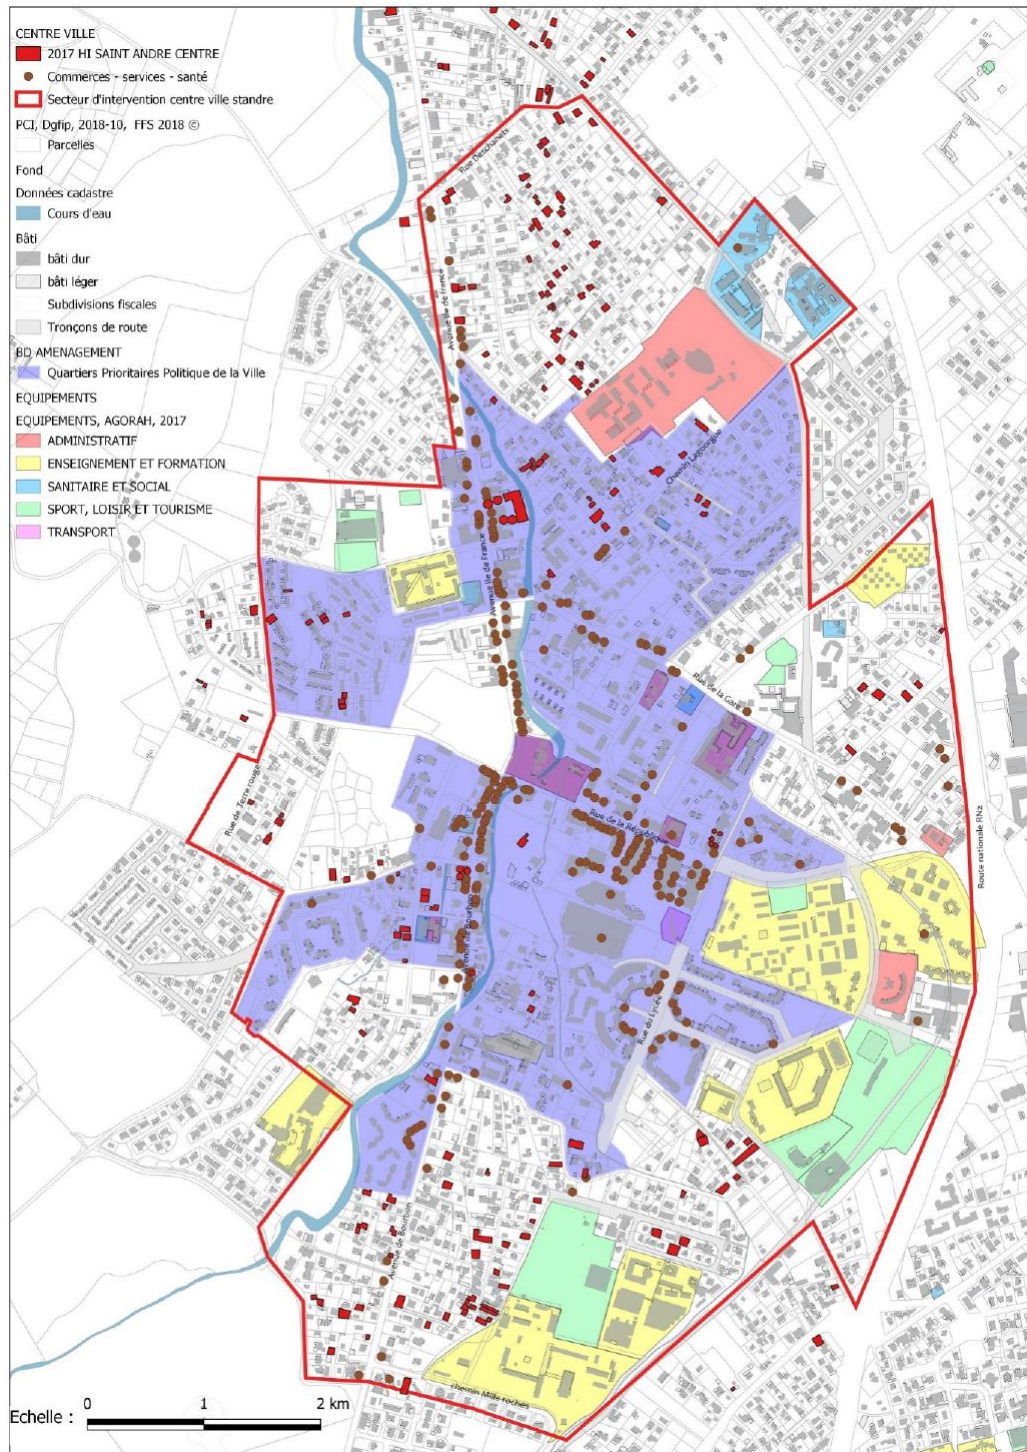 CENTRE VILLE
2017 HI SAINT ANDRE CENTRE
Commerces - services - santé
Secteur d'intervention centre ville standre
PCI, Dgfip, 2018-10, FFS 2018 ©
Parcelles
Fond
Données cadastre
Cours d'eau
Bâti
bâti dur
bâti léger
Subdivisions fiscales
Tronçons de route
BD AMENAGEMENT
Quartiers Prioritaires Politique de la Ville
EQUIPEMENTS
EQUIPEMENTS, AGORAH, 2017
ADMINISTRATIF
ENSEIGNEMENT ET FORMATION
SANITAIRE ET SOCIAL
SPORT, LOISIR ET TOURISME
TRANSPORT
Rue Deschanets
Avenue Ile de france
Chemin Lagourgue
Avenue Ile de France
Rue de la Gare
Rue de Terre rouge
Rue de la République
Route nationale RN2
Avenue de Bourbon
Rue du Lycée
Avenue de Bourbon
chemin Mille roches
Echelle :
0 1 2 km